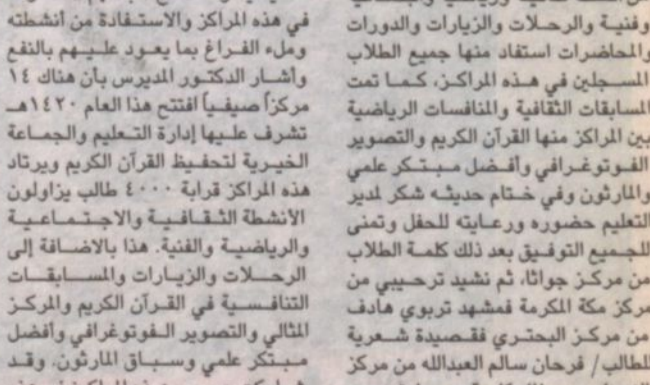 وفنية والرحلات والزيارات والدورات
والمحاضرات استفاد منها جميع الطلاب
المسجلين في هذه المراكز، كما تمت
المسابقات الثقافية والمنافسات الرياضية
بين المراكز منها القرآن الكريم والتصوير
الفوتوغرافي وأفضل مبتكر علمي
والمارثون وفي ختام حديثه شكر لمدير
التعليم حضوره ورعايته للحفل وتمنى
للجميع التوفيق بعد ذلك كلمة الطلاب
من مركز جواثا، ثم نشيد ترحيبي من
مركز مكة المكرمة فمشهد تربوي هادف
من مركز البحتري فقصيدة شعرية
للطالب/ فرحان سالم العبدالله من مركز
في هذه المراكز والاستفادة من أنشطته
وملء الفراغ بما يعود عليهم بالنفع
وأشار الدكتور المديرس بأن هناك ١٤
مركزاً صيفياً افتتح هذا العام ١٤٢٠هـ
تشرف عليها إدارة التعليم والجماعة
الخيرية لتحفيظ القرآن الكريم ويرتاد
هذه المراكز قرابة ٤٠٠٠ طالب يزاولون
الأنشطة الثقافية والاجتماعية
والرياضية والفنية. هذا بالاضافة إلى
الرحلات والزيارات والمسابقات
التنافسية في القرآن الكريم والمركز
المثالي والتصوير الفوتوغرافي وأفضل
مبتكر علمي وسباق المارثون. وقد